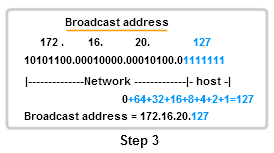 Broadcast address
172 . 16. 20. 127
10101100.00010000.00010100.01111111
|--------------Network -------------|- host -|
0+64+32+16+8+4+2+1=127
Broadcast address = 172.16.20.127
Step 3